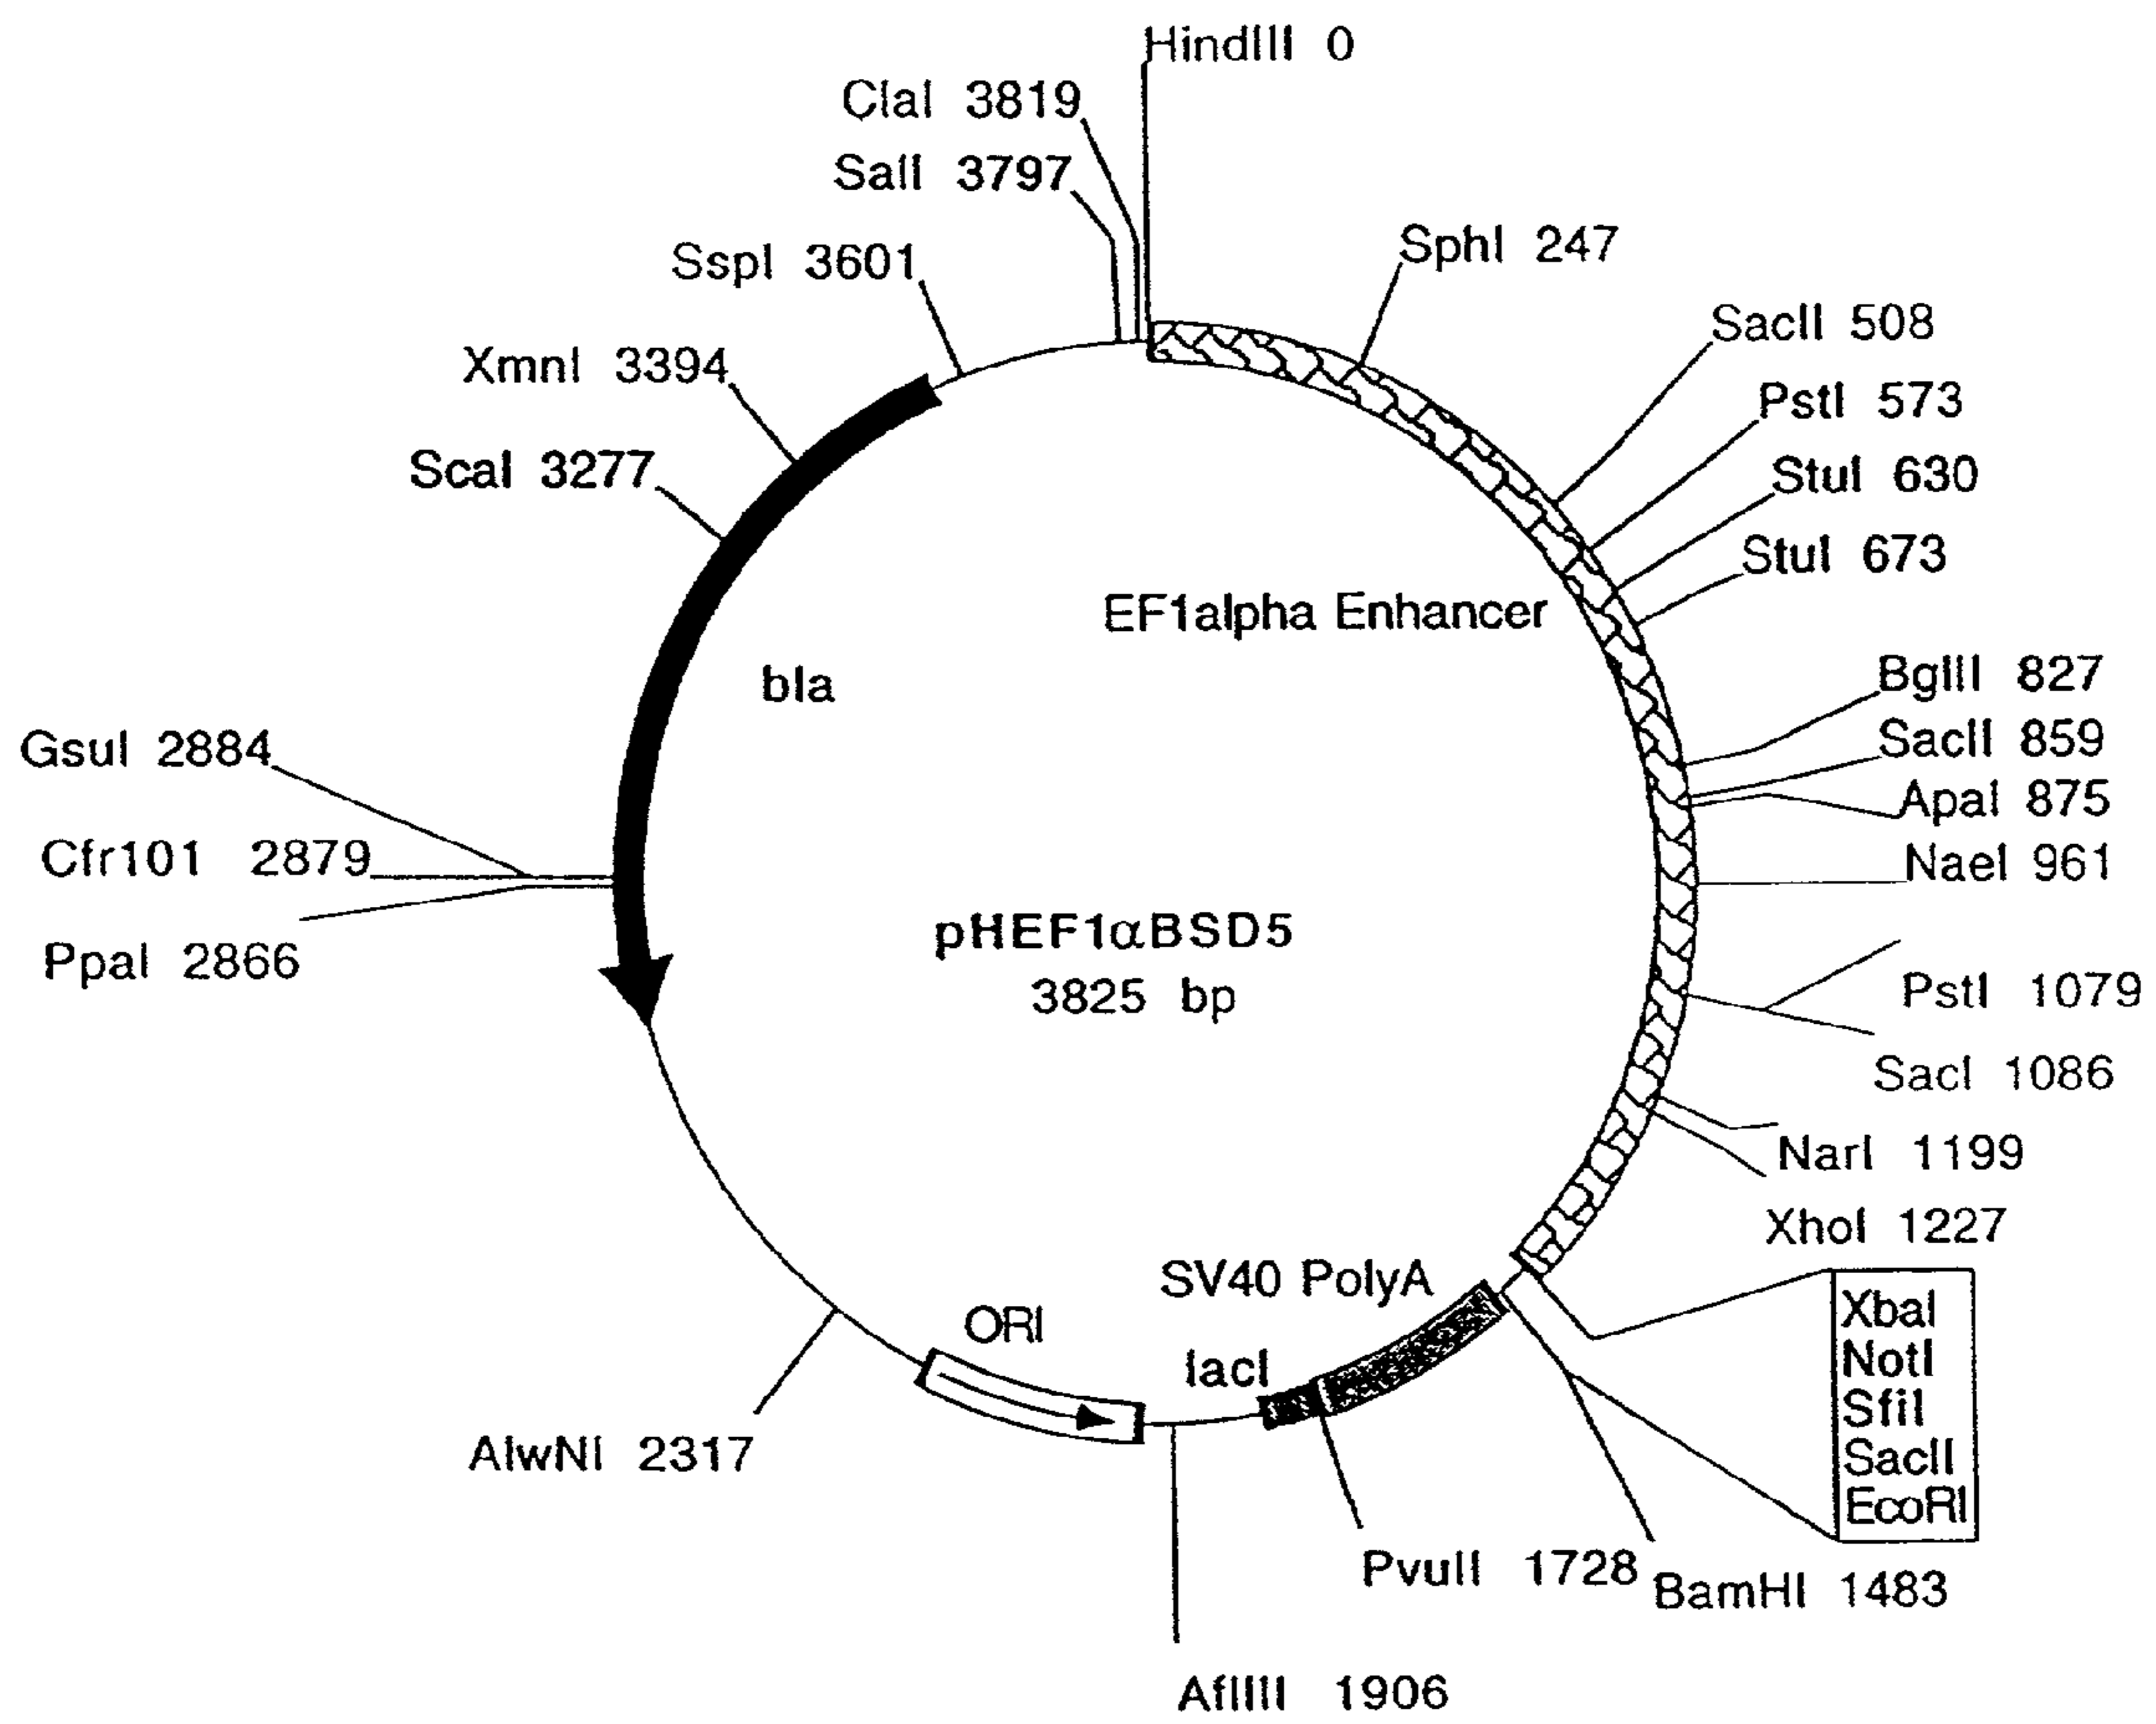 HindIII 0
ClaI 3819
SalI 3797
SspI 3601
SphI 247
XmnI 3394
SacII 508
ScaI 3277
PstI 573
StuI 630
StuI 673
EF1alpha Enhancer
bla
BglII 827
GsuI 2884
SacII 859
ApaI 875
Cfr101 2879
NaeI 961
PpaI 2866
pHEF1αBSD5
3825 bp
PstI 1079
SacI 1086
NarI 1199
XhoI 1227
SV40 PolyA
ORI
lacI
XbaI
NotI
SfiI
SacII
EcoRI
AlwNI 2317
PvuII 1728
BamHI 1483
AflIII 1906